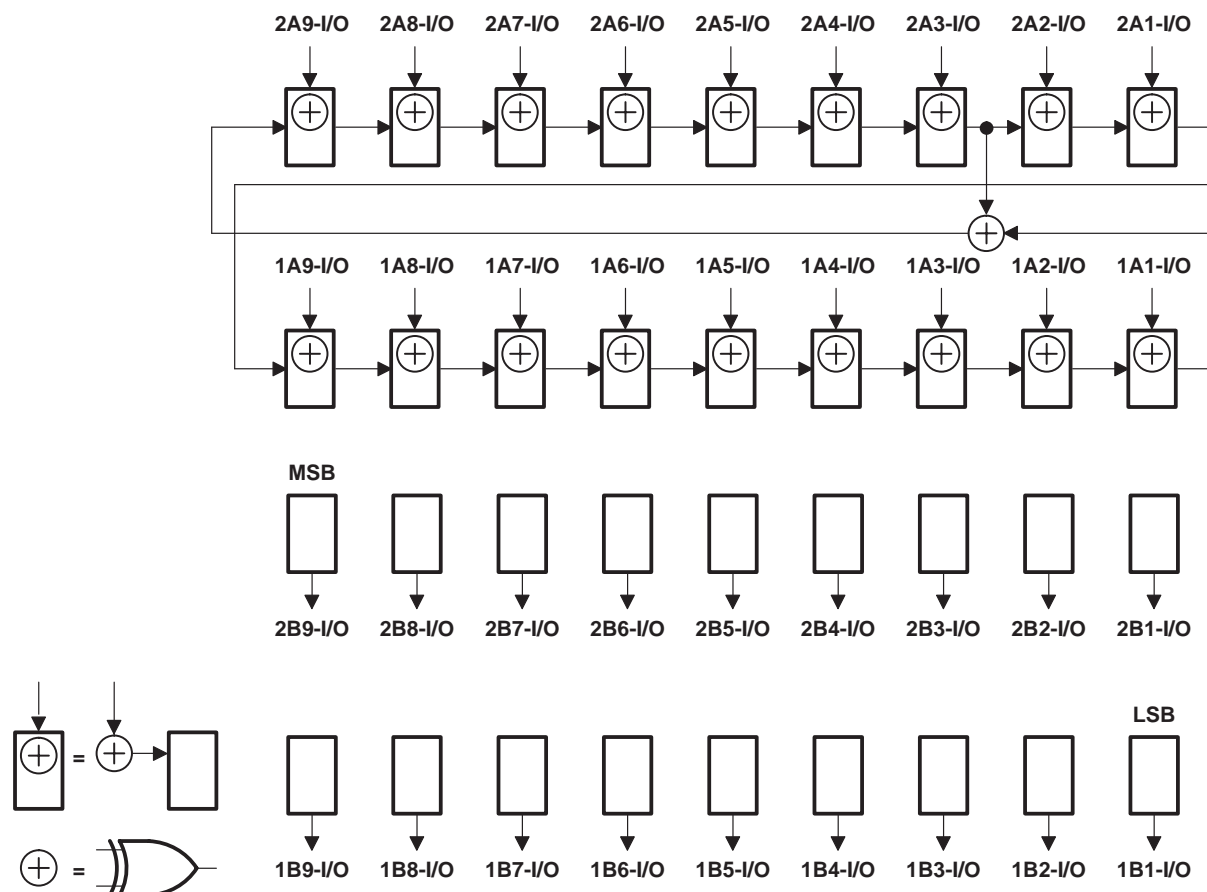 2A9-I/O 2A8-I/O 2A7-I/O 2A6-I/O 2A5-I/O 2A4-I/O 2A3-I/O 2A2-I/O 2A1-I/O
1A9-I/O 1A8-I/O 1A7-I/O 1A6-I/O 1A5-I/O 1A4-I/O 1A3-I/O 1A2-I/O 1A1-I/O
MSB
2B9-I/O 2B8-I/O 2B7-I/O 2B6-I/O 2B5-I/O 2B4-I/O 2B3-I/O 2B2-I/O 2B1-I/O
LSB
=
=
1B9-I/O 1B8-I/O 1B7-I/O 1B6-I/O 1B5-I/O 1B4-I/O 1B3-I/O 1B2-I/O 1B1-I/O